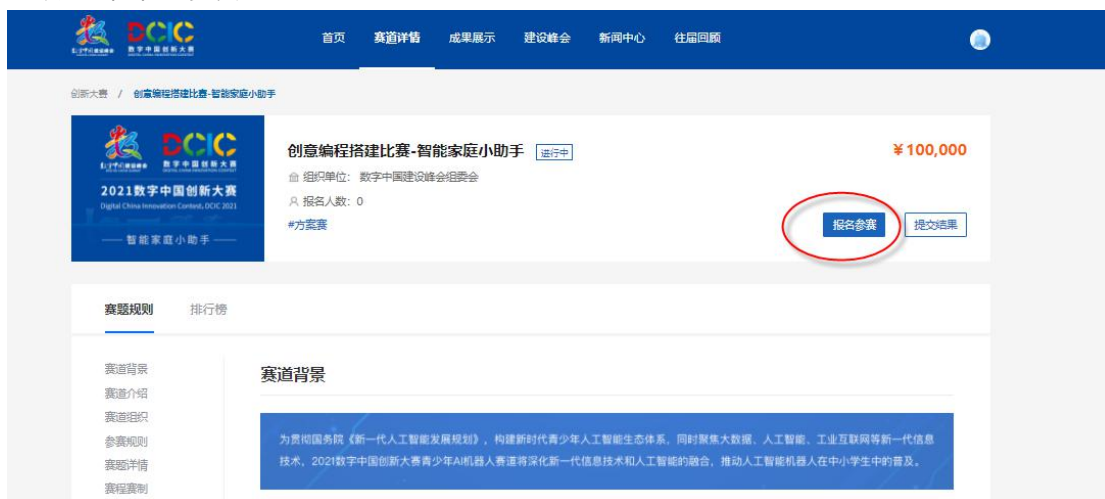 DCIC
数字中国创新大赛
首页 赛道详情 成果展示 建设峰会 新闻中心 往届回顾
创新大赛 / 创意编程搭建比赛-智能家庭小助手
DCIC
数字中国创新大赛
2021数字中国创新大赛
Digital China Innovation Contest, DCIC 2021
智能家庭小助手
创意编程搭建比赛-智能家庭小助手 进行中
¥100,000
组织单位: 数字中国建设峰会组委会
报名人数: 0
#方案赛
报名参赛 提交结果
赛题规则 排行榜
赛道背景
赛道介绍
赛道组织
参赛规则
赛题详情
赛程赛制
赛道背景
为贯彻国务院《新一代人工智能发展规划》，构建新时代青少年人工智能生态体系，同时聚焦大数据、人工智能、工业互联网等新一代信息
技术，2021数字中国创新大赛青少年AI机器人赛道将深化新一代信息技术和人工智能的融合，推动人工智能机器人在中小学生中的普及。